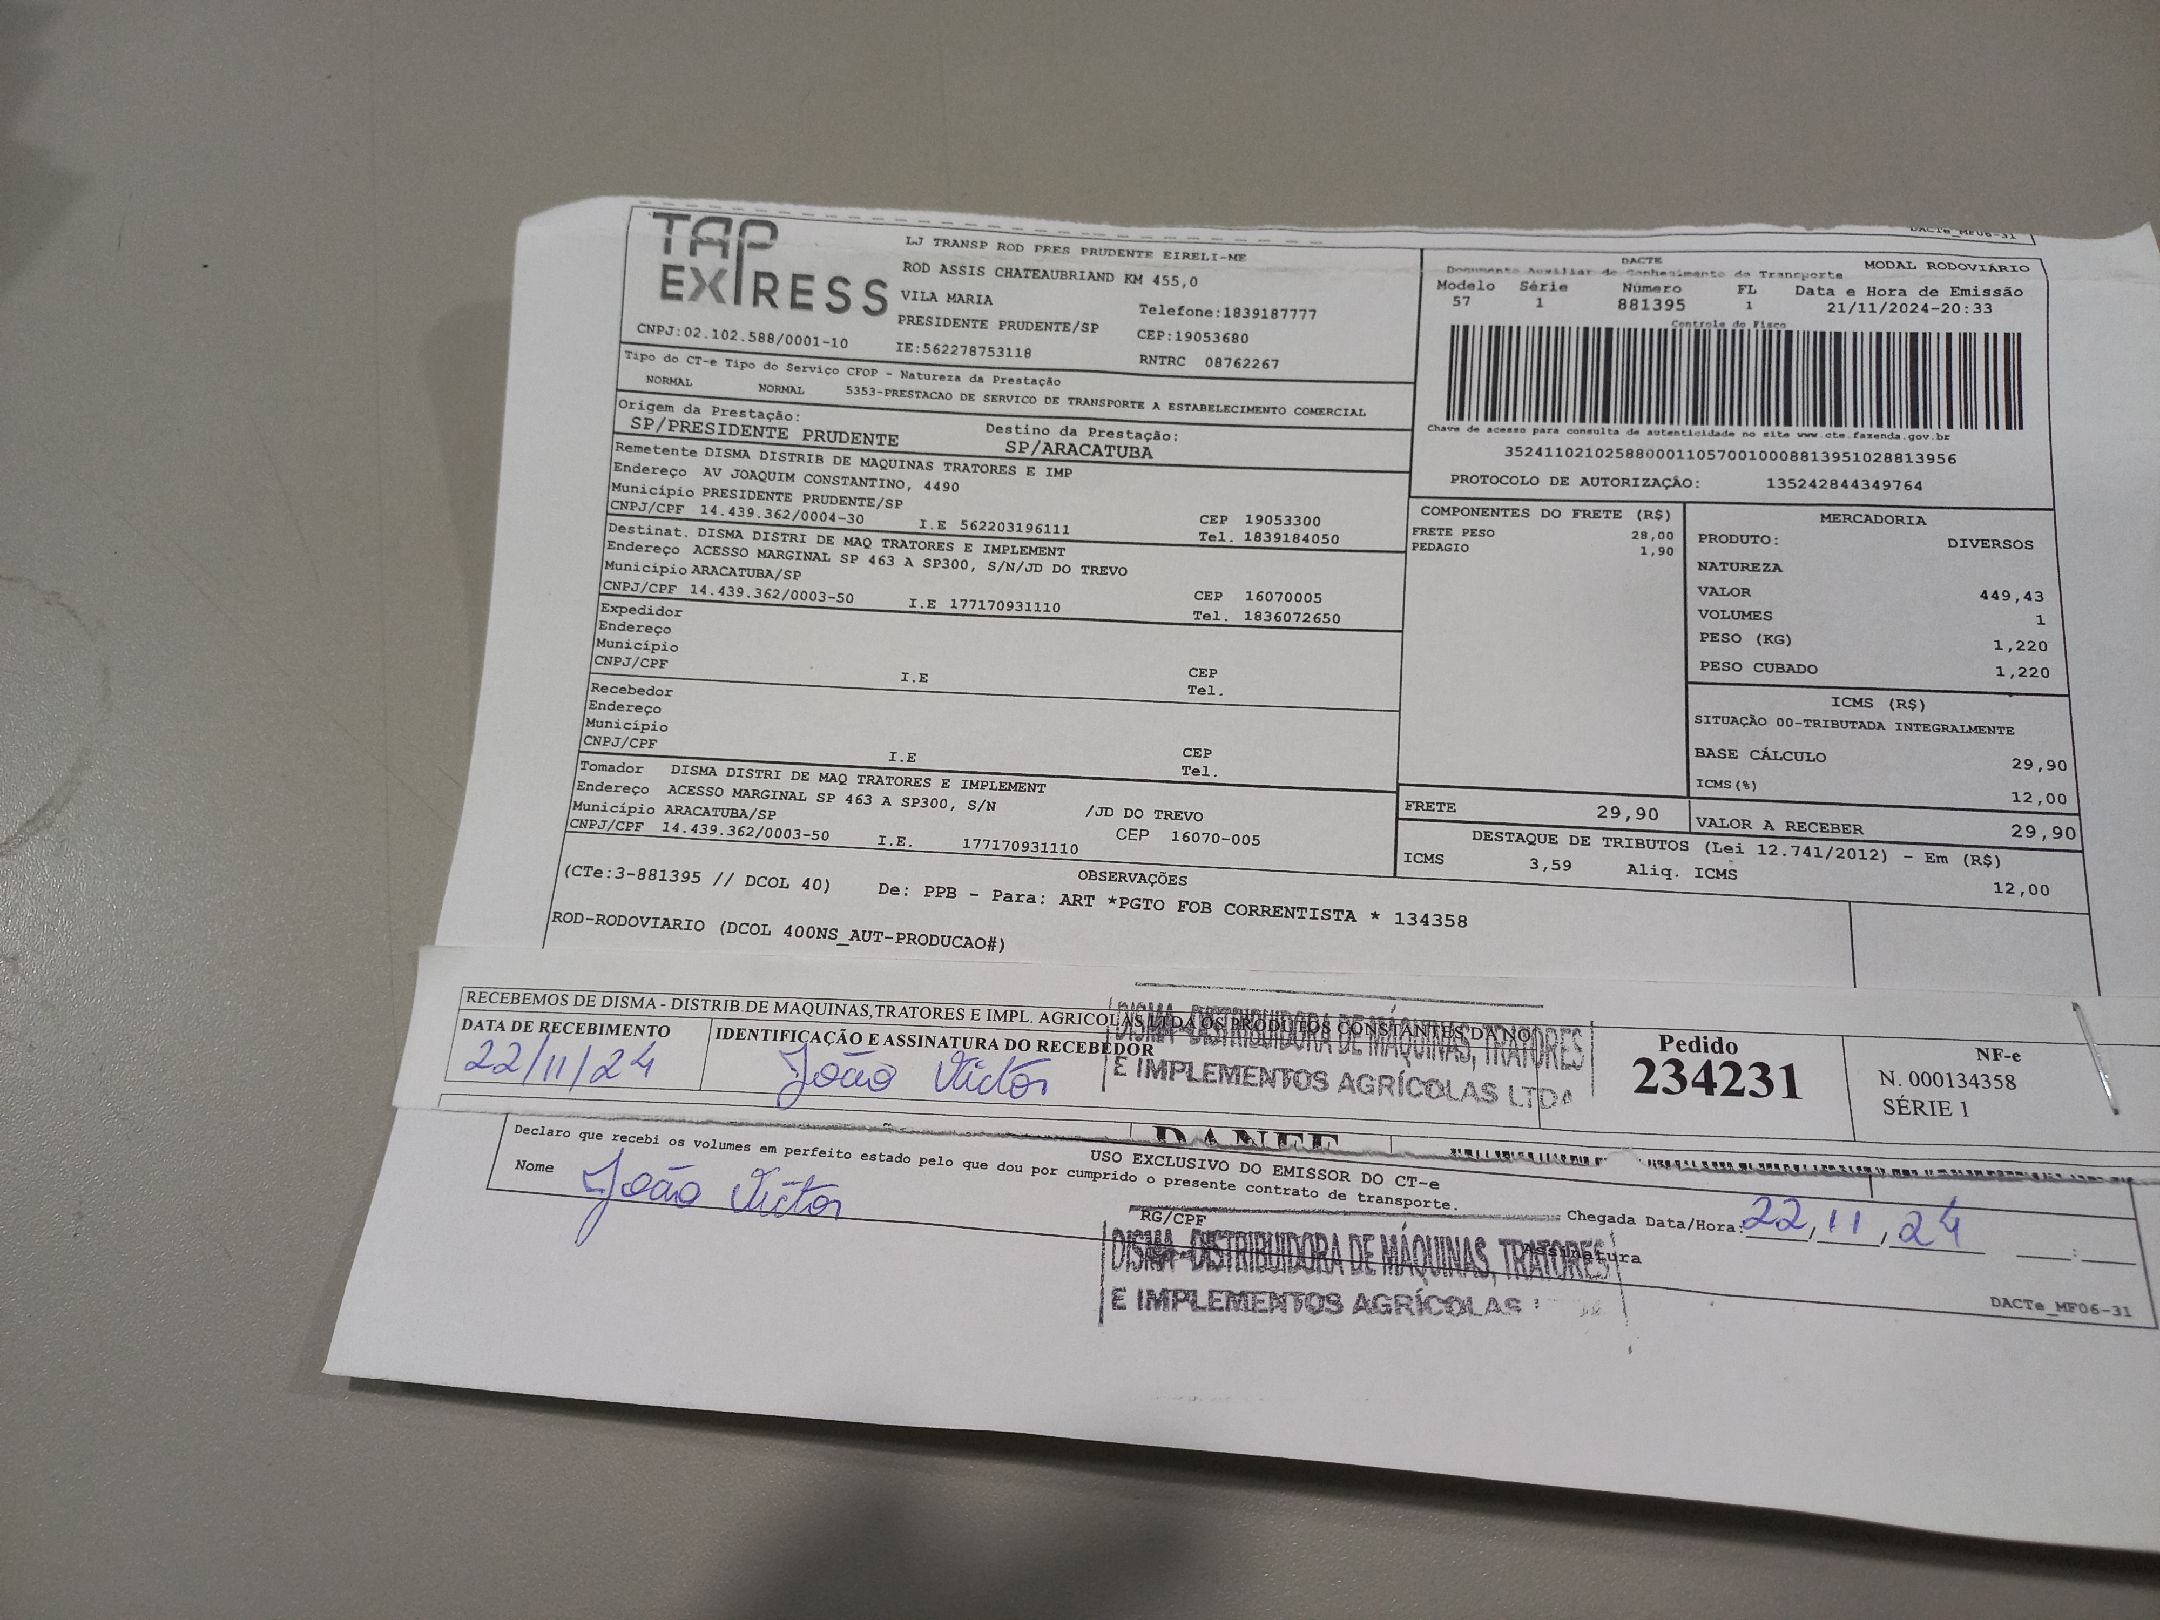 DACTe_MF06-31
TAP
EXPRESS
LJ TRANSP ROD PRES PRUDENTE EIRELI-ME
ROD ASSIS CHATEAUBRIAND KM 455,0
VILA MARIA
Telefone:1839187777
PRESIDENTE PRUDENTE/SP
CEP:19053680
CNPJ:02.102.588/0001-10
IE:562278753118
RNTRC 08762267
DACTE
MODAL RODOVIÁRIO
Documento Auxiliar de Conhecimento de Transporte
Modelo Série Número FL Data e Hora de Emissão
57 1 881395 1 21/11/2024-20:33
Controle do Fisco
Chave de acesso para consulta de autenticidade no site www.cte.fazenda.gov.br
35241102102588000110570010008813951028813956
PROTOCOLO DE AUTORIZAÇÃO: 135242844349764
Tipo do CT-e Tipo do Serviço CFOP - Natureza da Prestação
NORMAL NORMAL 5353-PRESTACAO DE SERVICO DE TRANSPORTE A ESTABELECIMENTO COMERCIAL
Origem da Prestação: Destino da Prestação:
SP/PRESIDENTE PRUDENTE SP/ARACATUBA
Remetente DISMA DISTRIB DE MAQUINAS TRATORES E IMP
Endereço AV JOAQUIM CONSTANTINO, 4490
Município PRESIDENTE PRUDENTE/SP CEP 19053300
CNPJ/CPF 14.439.362/0004-30 I.E 562203196111 Tel. 1839184050
Destinat. DISMA DISTRI DE MAQ TRATORES E IMPLEMENT
Endereço ACESSO MARGINAL SP 463 A SP300, S/N/JD DO TREVO
Município ARACATUBA/SP CEP 16070005
CNPJ/CPF 14.439.362/0003-50 I.E 177170931110 Tel. 1836072650
Expedidor
Endereço
Município CEP
CNPJ/CPF I.E Tel.
Recebedor
Endereço
Município CEP
CNPJ/CPF I.E Tel.
Tomador DISMA DISTRI DE MAQ TRATORES E IMPLEMENT
Endereço ACESSO MARGINAL SP 463 A SP300, S/N /JD DO TREVO
Município ARACATUBA/SP CEP 16070-005
CNPJ/CPF 14.439.362/0003-50 I.E. 177170931110
COMPONENTES DO FRETE (R$)
FRETE PESO 28,00
PEDAGIO 1,90
MERCADORIA
PRODUTO: DIVERSOS
NATUREZA
VALOR 449,43
VOLUMES 1
PESO (KG) 1,220
PESO CUBADO 1,220
ICMS (R$)
SITUAÇÃO 00-TRIBUTADA INTEGRALMENTE
BASE CÁLCULO 29,90
ICMS(%) 12,00
FRETE 29,90 VALOR A RECEBER 29,90
DESTAQUE DE TRIBUTOS (Lei 12.741/2012) - Em (R$)
ICMS 3,59 Aliq. ICMS 12,00
OBSERVAÇÕES
(CTe:3-881395 // DCOL 40) De: PPB - Para: ART *PGTO FOB CORRENTISTA * 134358
ROD-RODOVIARIO (DCOL 400NS_AUT-PRODUCAO#)
RECEBEMOS DE DISMA - DISTRIB.DE MAQUINAS,TRATORES E IMPL. AGRICOLAS LTDA OS PRODUTOS CONSTANTES DA NO
DATA DE RECEBIMENTO IDENTIFICAÇÃO E ASSINATURA DO RECEBEDOR
22/11/24 João Victor
DISMA - DISTRIBUIDORA DE MÁQUINAS, TRATORES
E IMPLEMENTOS AGRÍCOLAS LTDA
Pedido
234231
NF-e
N. 000134358
SÉRIE 1
DANFE
USO EXCLUSIVO DO EMISSOR DO CT-e
Declaro que recebi os volumes em perfeito estado pelo que dou por cumprido o presente contrato de transporte.
Nome João Victor RG/CPF Chegada Data/Hora: 22/11/24 :
Assinatura
DISMA - DISTRIBUIDORA DE MÁQUINAS, TRATORES
E IMPLEMENTOS AGRÍCOLAS
DACTe_MF06-31